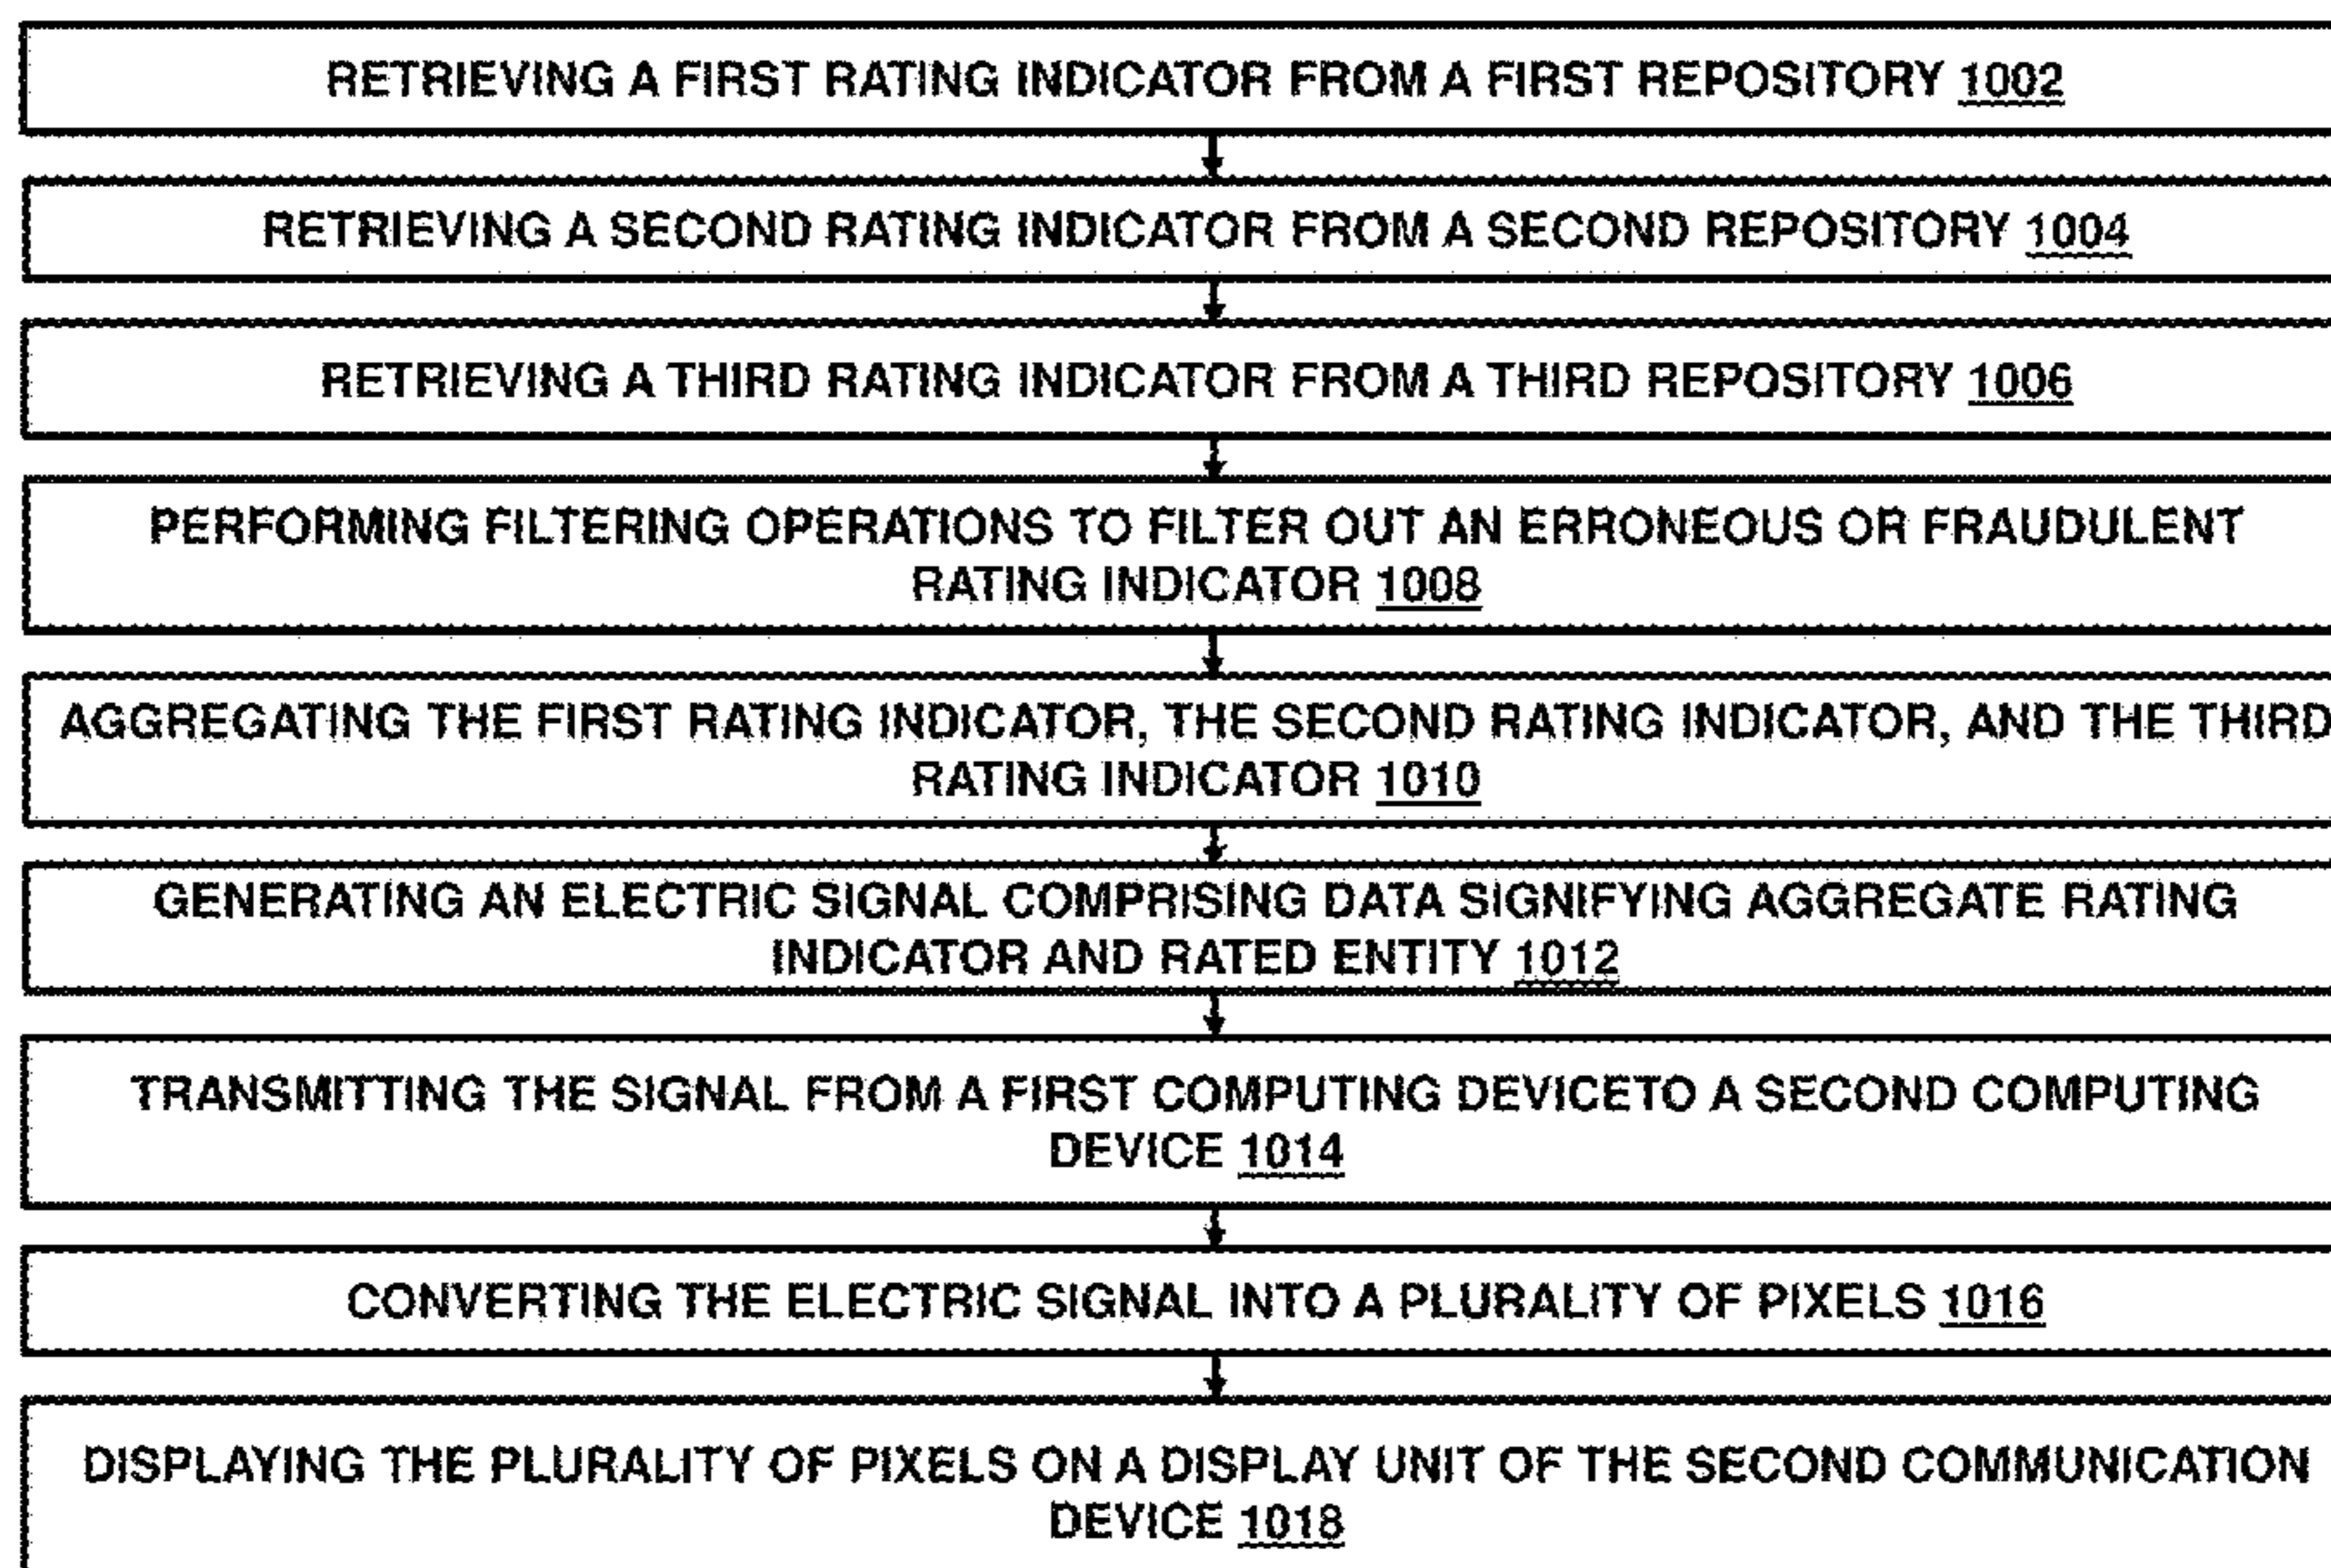 RETRIEVING A FIRST RATING INDICATOR FROM A FIRST REPOSITORY 1002
RETRIEVING A SECOND RATING INDICATOR FROM A SECOND REPOSITORY 1004
RETRIEVING A THIRD RATING INDICATOR FROM A THIRD REPOSITORY 1006
PERFORMING FILTERING OPERATIONS TO FILTER OUT AN ERRONEOUS OR FRAUDULENT
RATING INDICATOR 1008
AGGREGATING THE FIRST RATING INDICATOR, THE SECOND RATING INDICATOR, AND THE THIRD
RATING INDICATOR 1010
GENERATING AN ELECTRIC SIGNAL COMPRISING DATA SIGNIFYING AGGREGATE RATING
INDICATOR AND RATED ENTITY 1012
TRANSMITTING THE SIGNAL FROM A FIRST COMPUTING DEVICETO A SECOND COMPUTING
DEVICE 1014
CONVERTING THE ELECTRIC SIGNAL INTO A PLURALITY OF PIXELS 1016
DISPLAYING THE PLURALITY OF PIXELS ON A DISPLAY UNIT OF THE SECOND COMMUNICATION
DEVICE 1018